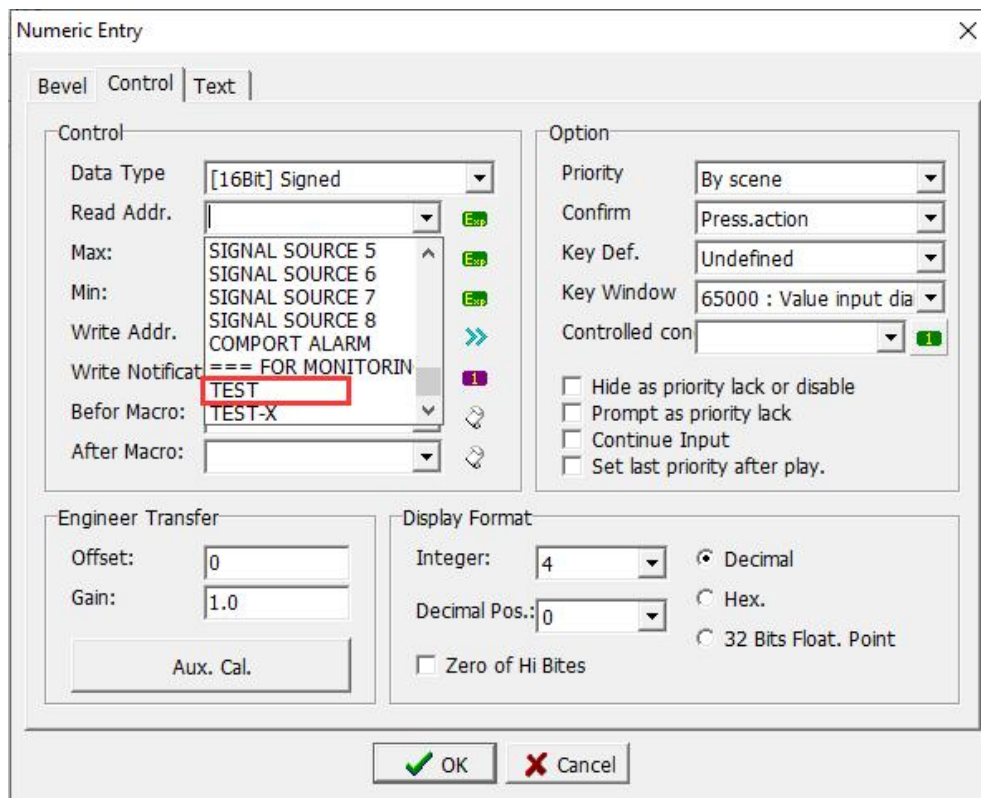 Numeric Entry
Bevel Control Text
Control
Data Type [16Bit] Signed
Read Addr. Exp
Max: Exp
Min: Exp
Write Addr.
Write Notificat 1
Befor Macro:
After Macro:
SIGNAL SOURCE 5
SIGNAL SOURCE 6
SIGNAL SOURCE 7
SIGNAL SOURCE 8
COMPORT ALARM
=== FOR MONITORIN
TEST
TEST-X
Option
Priority By scene
Confirm Press.action
Key Def. Undefined
Key Window 65000 : Value input dia
Controlled con 1
Hide as priority lack or disable
Prompt as priority lack
Continue Input
Set last priority after play.
Engineer Transfer
Offset: 0
Gain: 1.0
Aux. Cal.
Display Format
Integer: 4
Decimal Pos.: 0
Zero of Hi Bites
Decimal
Hex.
32 Bits Float. Point
OK Cancel